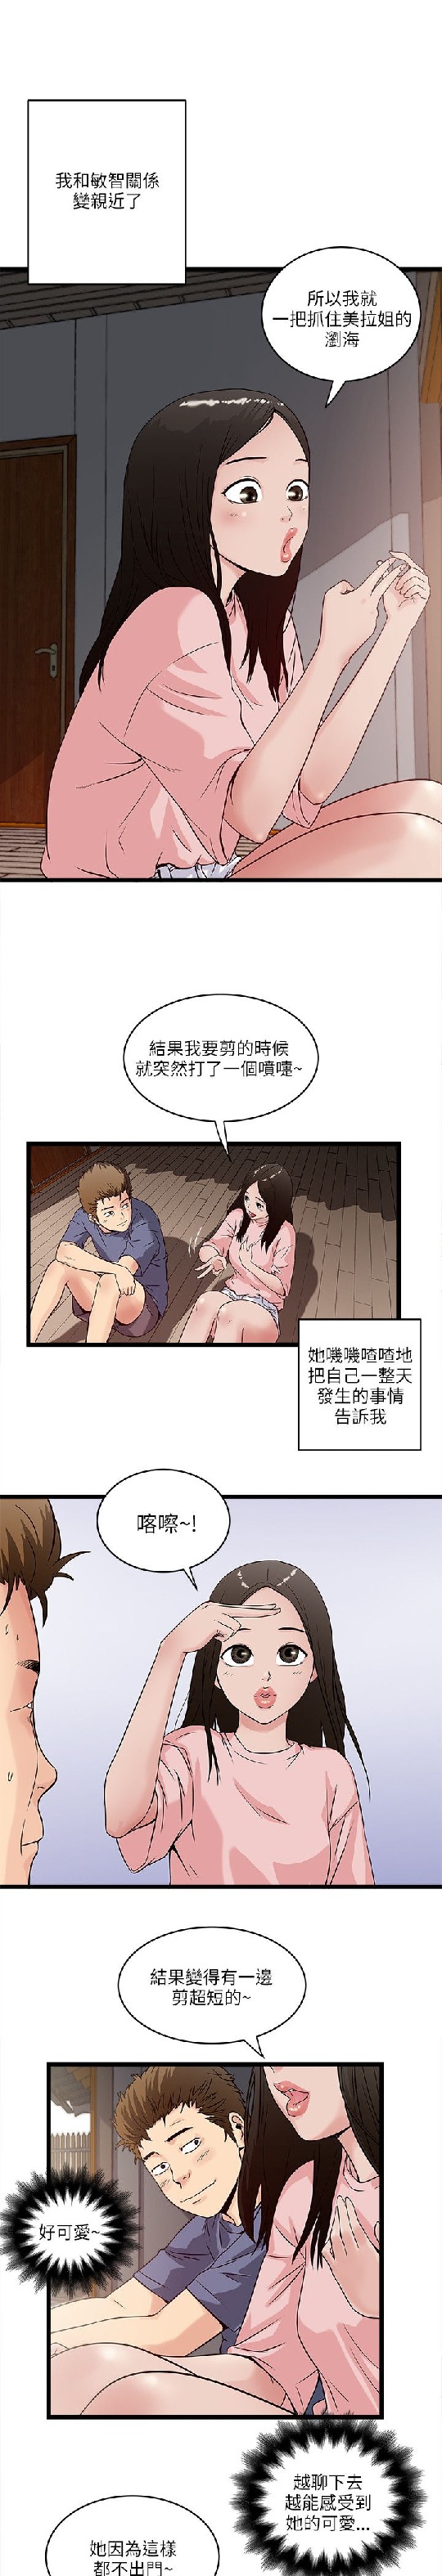 我和敏智關係
變親近了
所以我就
一把抓住美拉姐的
瀏海
結果我要剪的時候
就突然打了一個噴嚏~
她嘰嘰喳喳地
把自己一整天
發生的事情
告訴我
喀嚓~!
結果變得有一邊
剪超短的~
好可愛~
越聊下去
越能感受到
她的可愛...
她因為這樣
都不出門~